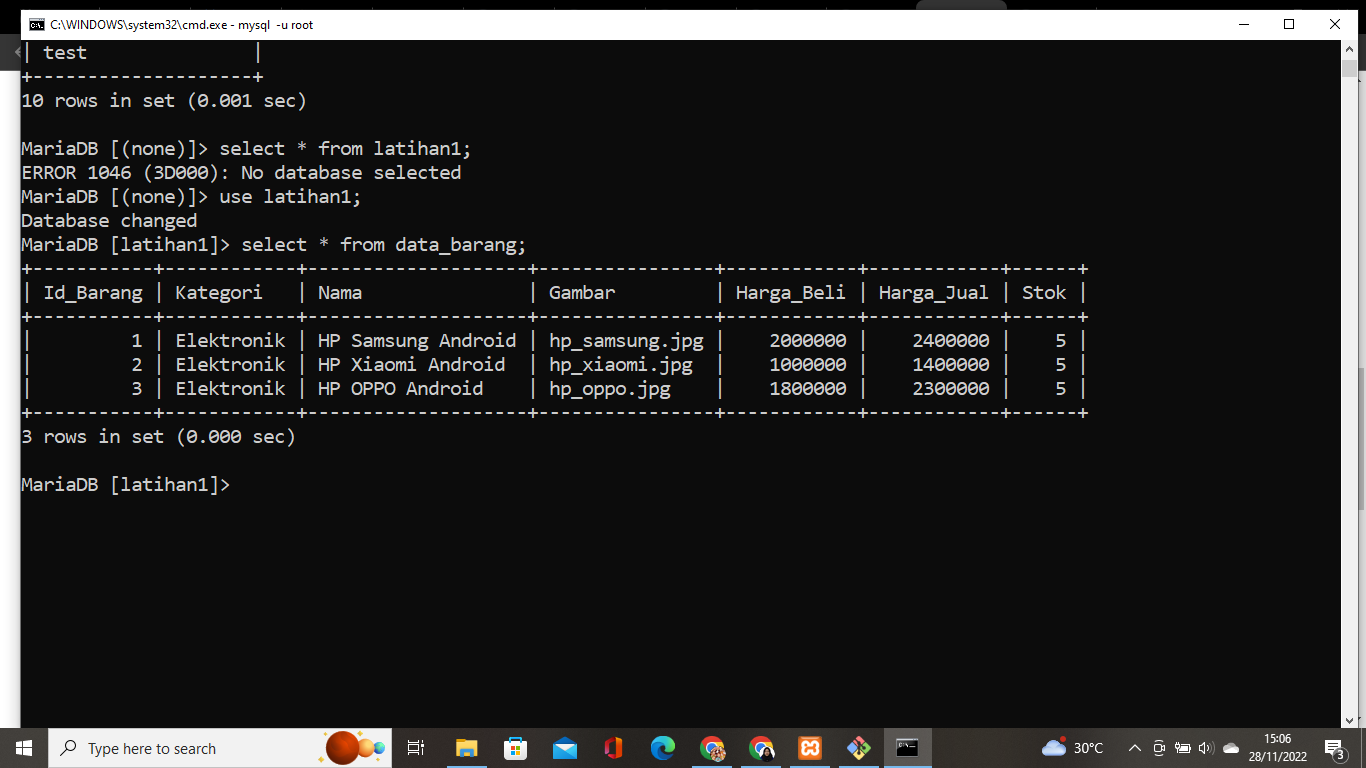 C:\WINDOWS\system32\cmd.exe - mysql  -u root
| test               |
+--------------------+
10 rows in set (0.001 sec)

MariaDB [(none)]> select * from latihan1;
ERROR 1046 (3D000): No database selected
MariaDB [(none)]> use latihan1;
Database changed
MariaDB [latihan1]> select * from data_barang;
+-----------+------------+--------------------+----------------+------------+------------+------+
| Id_Barang | Kategori   | Nama               | Gambar         | Harga_Beli | Harga_Jual | Stok |
+-----------+------------+--------------------+----------------+------------+------------+------+
|         1 | Elektronik | HP Samsung Android | hp_samsung.jpg |    2000000 |    2400000 |    5 |
|         2 | Elektronik | HP Xiaomi Android  | hp_xiaomi.jpg  |    1000000 |    1400000 |    5 |
|         3 | Elektronik | HP OPPO Android    | hp_oppo.jpg    |    1800000 |    2300000 |    5 |
+-----------+------------+--------------------+----------------+------------+------------+------+
3 rows in set (0.000 sec)

MariaDB [latihan1]>
Type here to search
30°C
15:06
28/11/2022
3